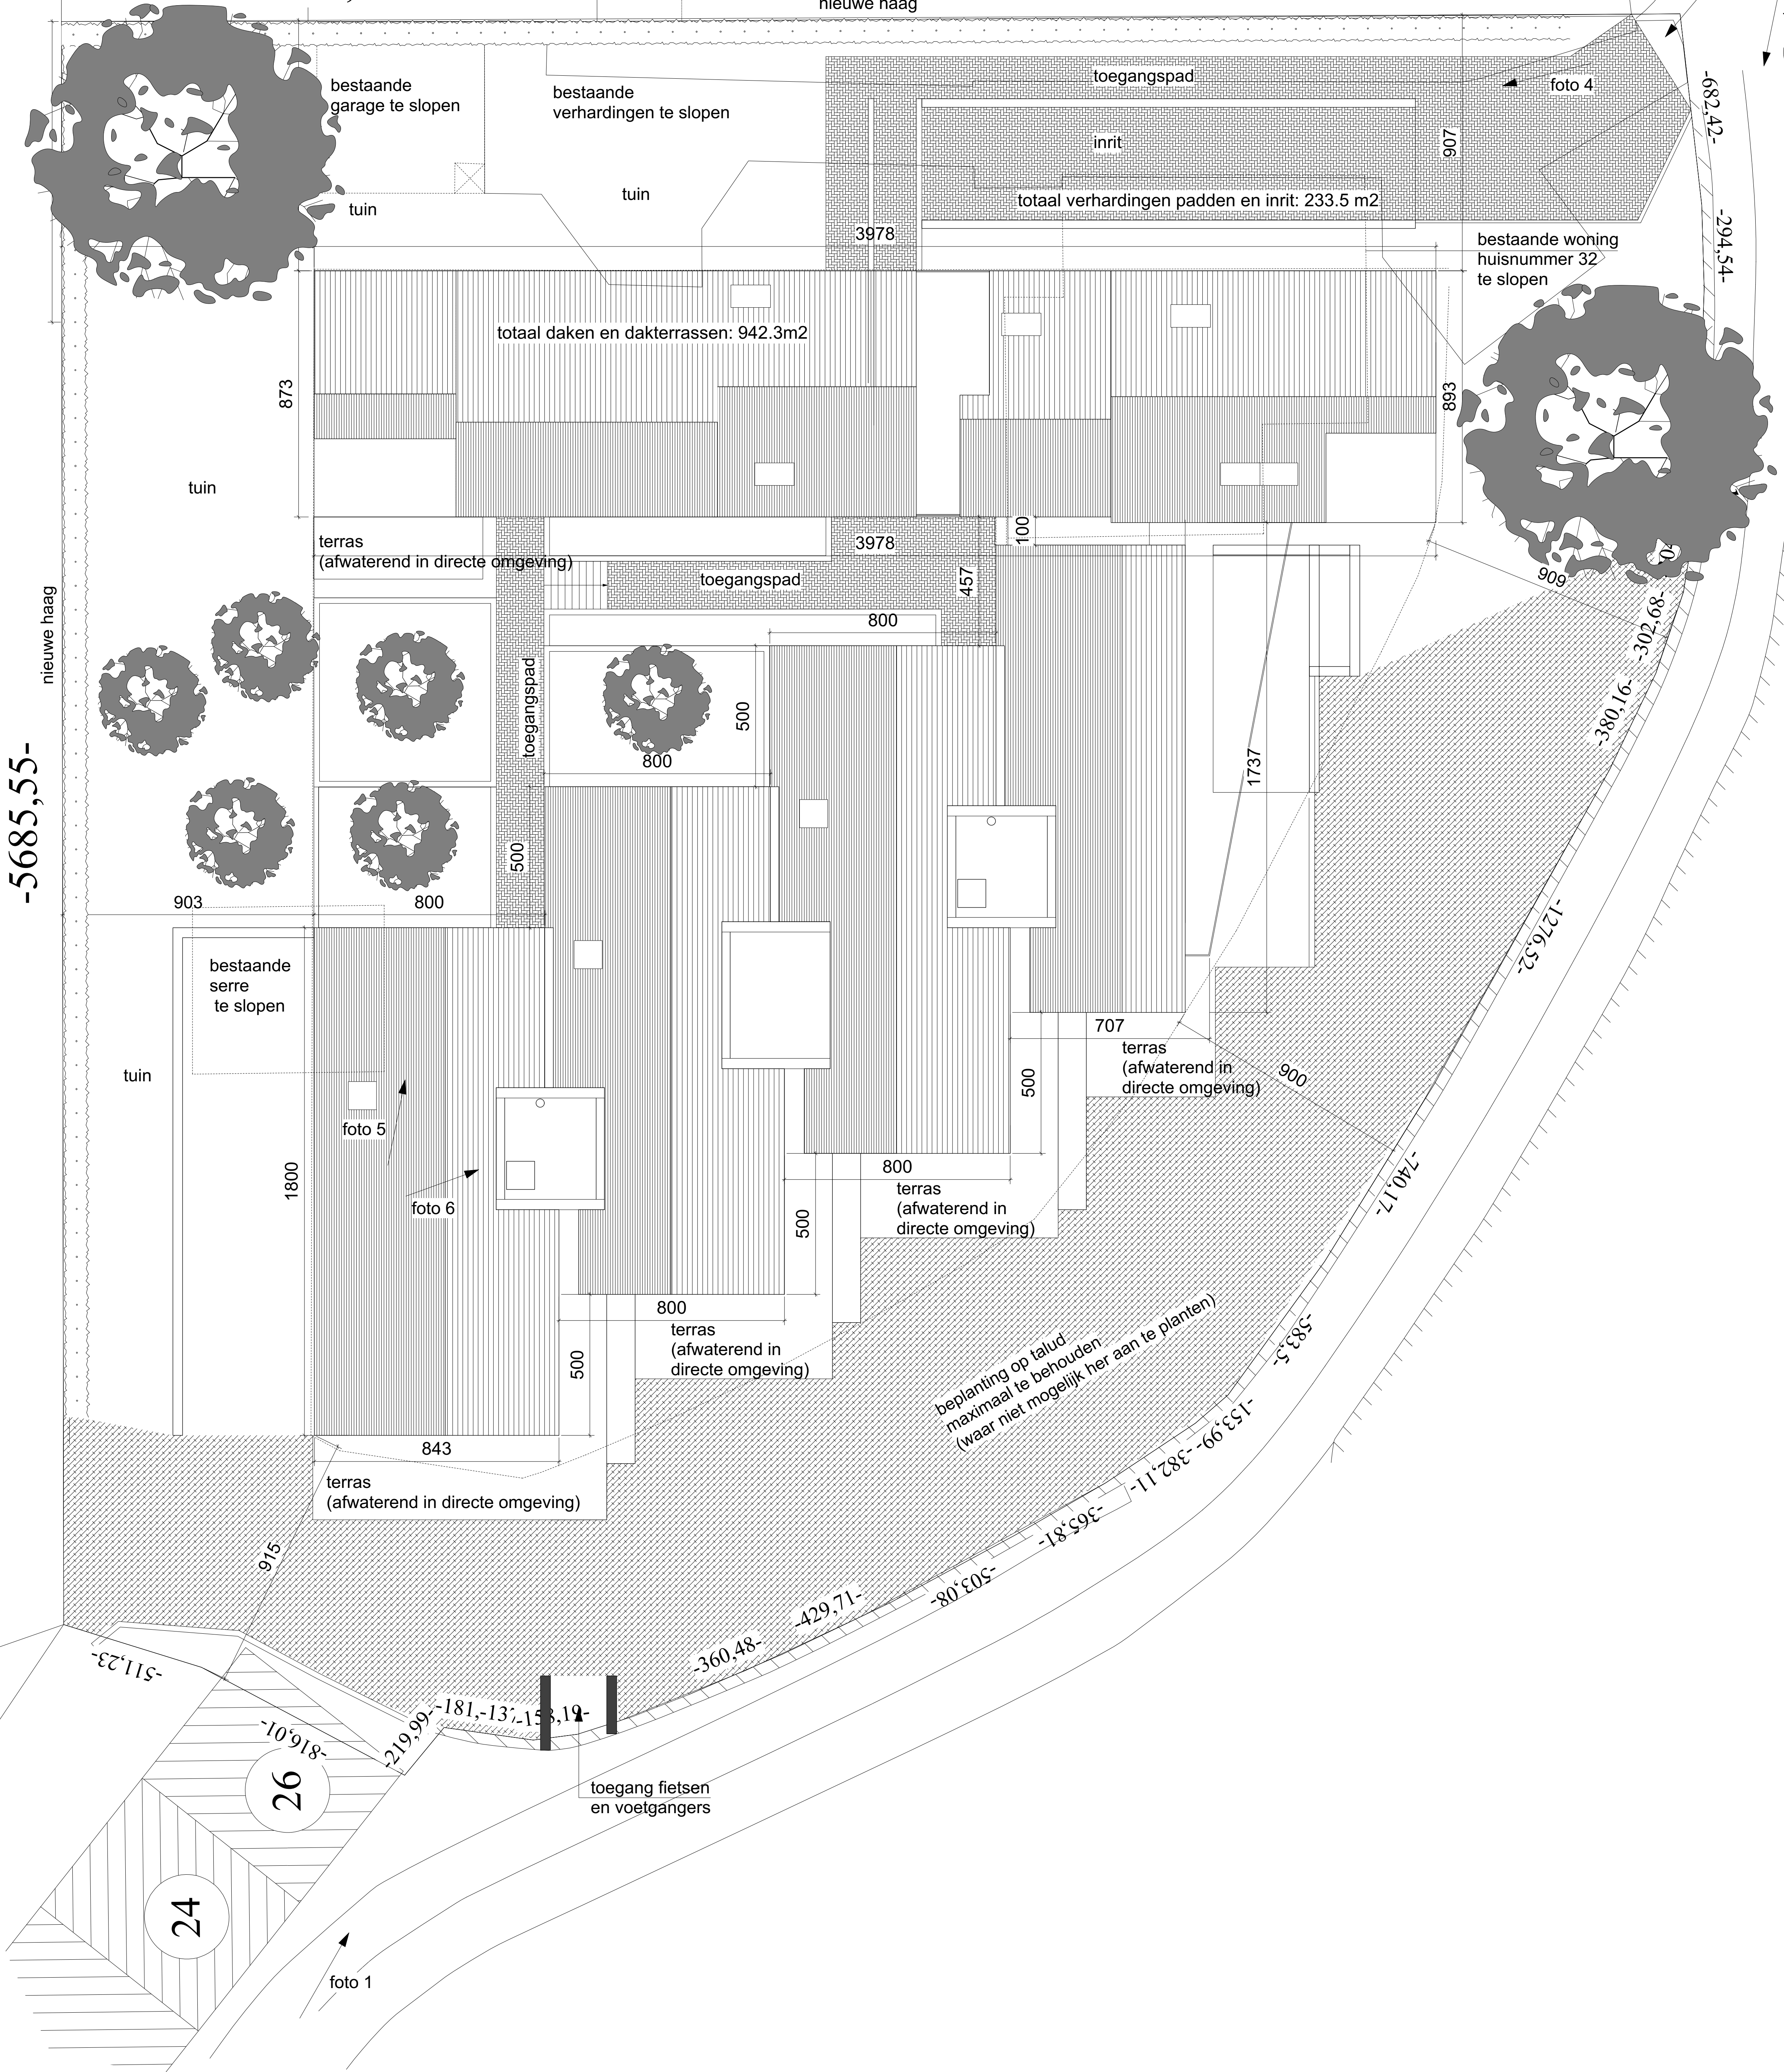 nieuwe haag
bestaande
garage te slopen
bestaande
verhardingen te slopen
toegangspad
foto 4
-682,42-
inrit
907
tuin
tuin
totaal verhardingen padden en inrit: 233.5 m2
3978
-294,54-
bestaande woning
huisnummer 32
te slopen
totaal daken en dakterrassen: 942.3m2
873
893
tuin
terras
(afwaterend in directe omgeving)
3978
100
toegangspad
457
909
-302,68-
nieuwe haag
800
toegangspad
500
800
-380,16-
1737
-5685,55-
500
903
800
-1276,52-
bestaande
serre
te slopen
707
terras
(afwaterend in
directe omgeving)
900
tuin
500
foto 5
1800
800
terras
(afwaterend in
directe omgeving)
-740,17-
foto 6
500
800
terras
(afwaterend in
directe omgeving)
500
-583,5-
beplanting op talud
maximaal te behouden
(waar niet mogelijk her aan te planten)
843
terras
(afwaterend in directe omgeving)
-153,99-
-382,11-
-365,81-
915
-503,08-
-429,71-
-360,48-
-511,23-
-181,
-158,19-
-219,99-
-816,01-
26
toegang fietsen
en voetgangers
24
foto 1